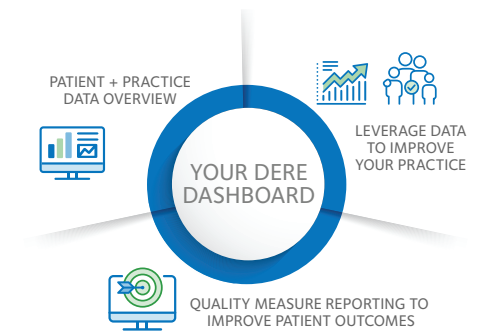 PATIENT + PRACTICE
DATA OVERVIEW
LEVERAGE DATA
TO IMPROVE
YOUR PRACTICE
YOUR DERE
DASHBOARD
QUALITY MEASURE REPORTING TO
IMPROVE PATIENT OUTCOMES